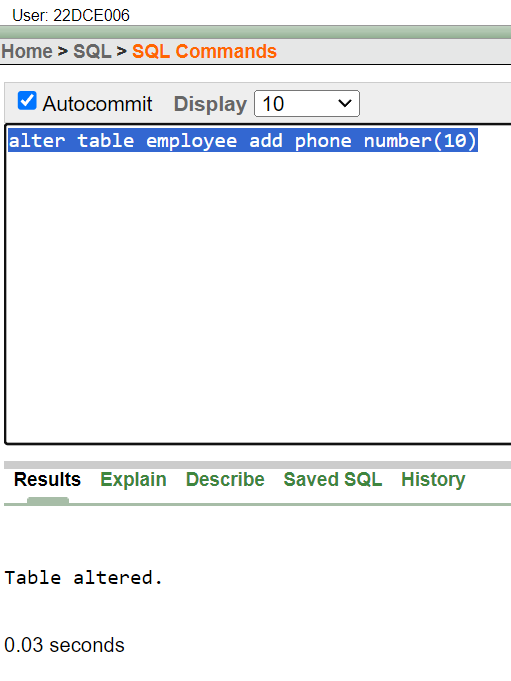 User: 22DCE006
Home > SQL > SQL Commands
Autocommit Display 10
alter table employee add phone number(10)
Results Explain Describe Saved SQL History
Table altered.
0.03 seconds